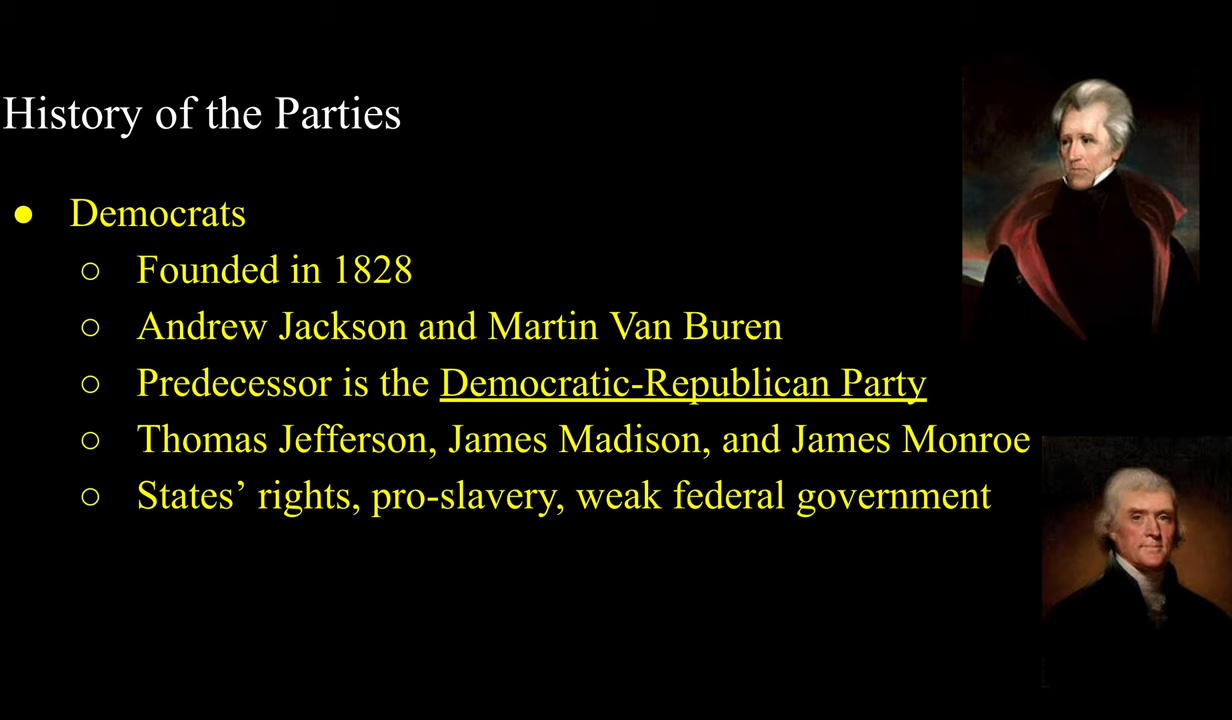 History of the Parties
● Democrats
○ Founded in 1828
○ Andrew Jackson and Martin Van Buren
○ Predecessor is the Democratic-Republican Party
○ Thomas Jefferson, James Madison, and James Monroe
○ States’ rights, pro-slavery, weak federal government